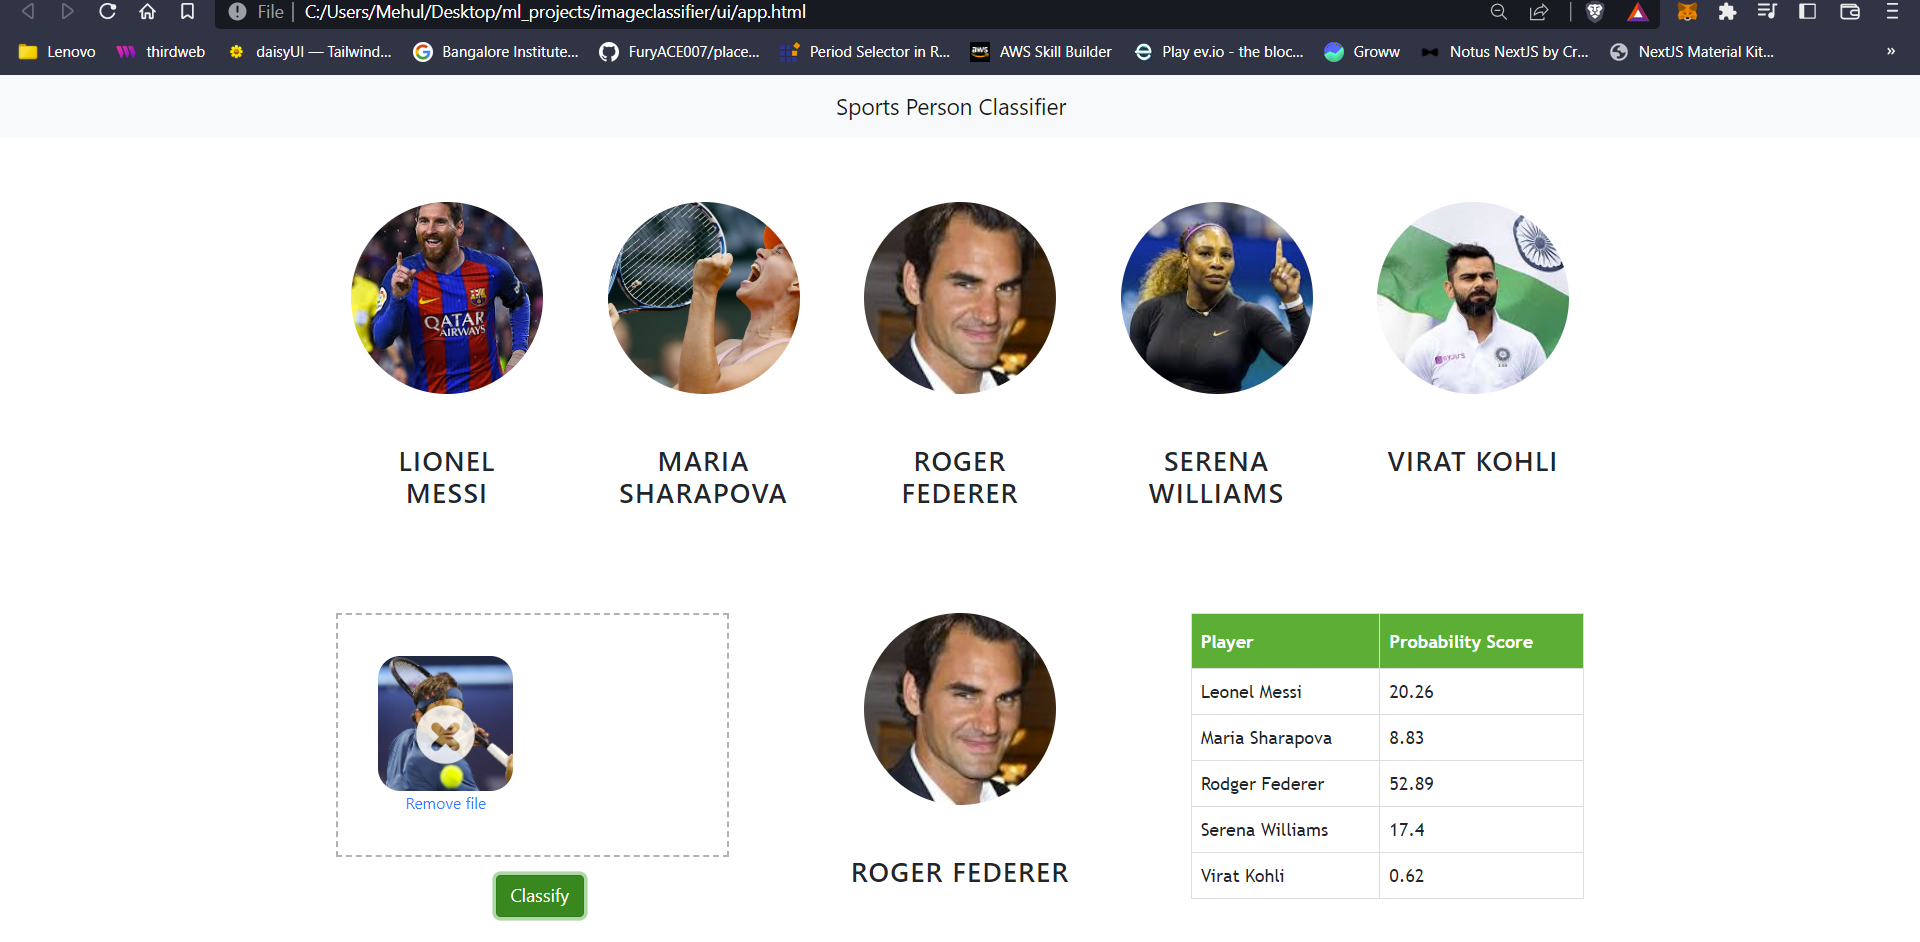 File | C:/Users/Mehul/Desktop/ml_projects/imageclassifier/ui/app.html
Lenovo thirdweb daisyUI — Tailwind... Bangalore Institute... FuryACE007/place... Period Selector in R... aws AWS Skill Builder Play ev.io - the bloc... Groww Notus NextJS by Cr... NextJS Material Kit... »
Sports Person Classifier
QATAR
AIRWAYS
BYJU'S
LIONEL
MESSI
MARIA
SHARAPOVA
ROGER
FEDERER
SERENA
WILLIAMS
VIRAT KOHLI
Remove file
Classify
ROGER FEDERER
Player Probability Score
Leonel Messi 20.26
Maria Sharapova 8.83
Rodger Federer 52.89
Serena Williams 17.4
Virat Kohli 0.62